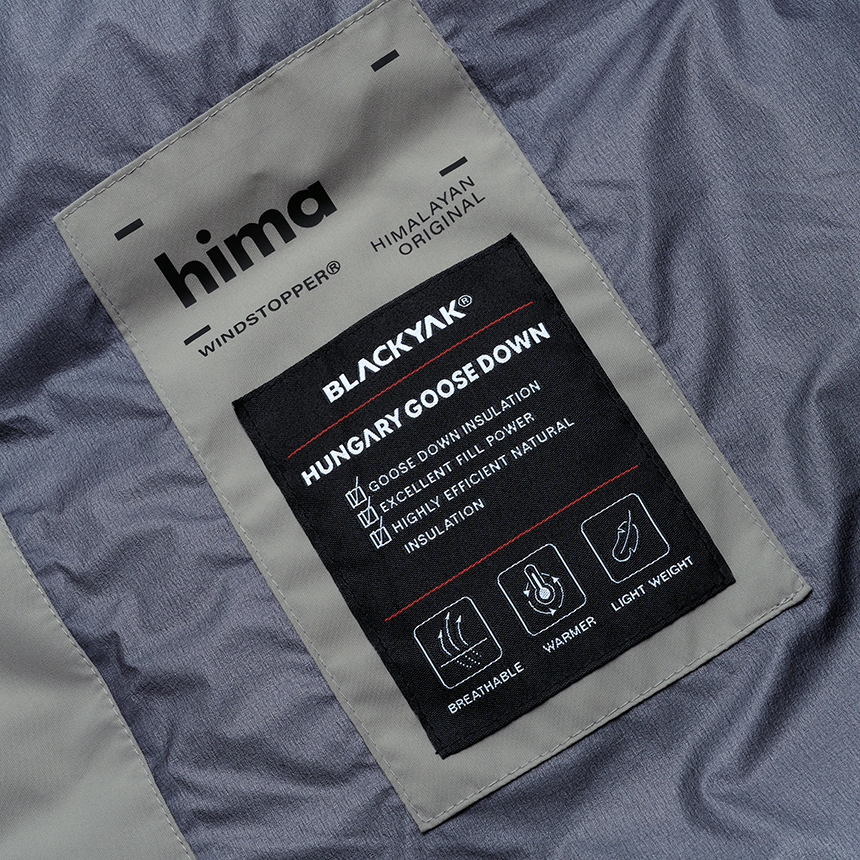 hima
WINDSTOPPER®
HIMALAYAN
ORIGINAL
BLACKYAK®
HUNGARY GOOSE DOWN
GOOSE DOWN INSULATION
EXCELLENT FILL POWER
HIGHLY EFFICIENT NATURAL
INSULATION
BREATHABLE
WARMER
LIGHT WEIGHT